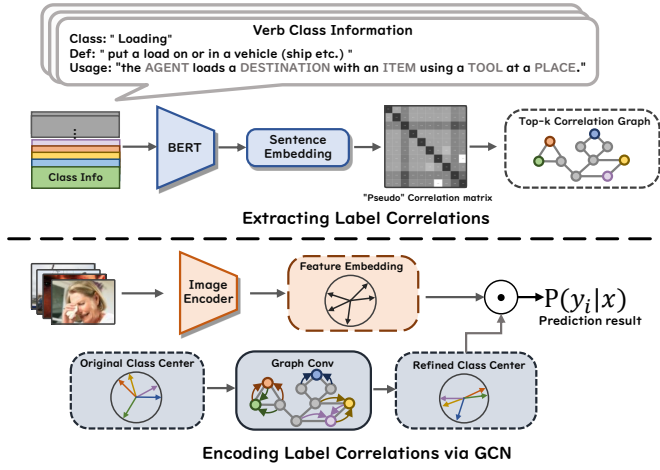 Verb Class Information
Class: " Loading"
Def: " put a load on or in a vehicle (ship etc.) "
Usage: "the AGENT loads a DESTINATION with an ITEM using a TOOL at a PLACE."
Class Info
BERT
Sentence
Embedding
"Pseudo" Correlation matrix
Top-k Correlation Graph
Extracting Label Correlations
Image
Encoder
Feature Embedding
P(y_i|x)
Prediction result
Original Class Center
Graph Conv
Refined Class Center
Encoding Label Correlations via GCN